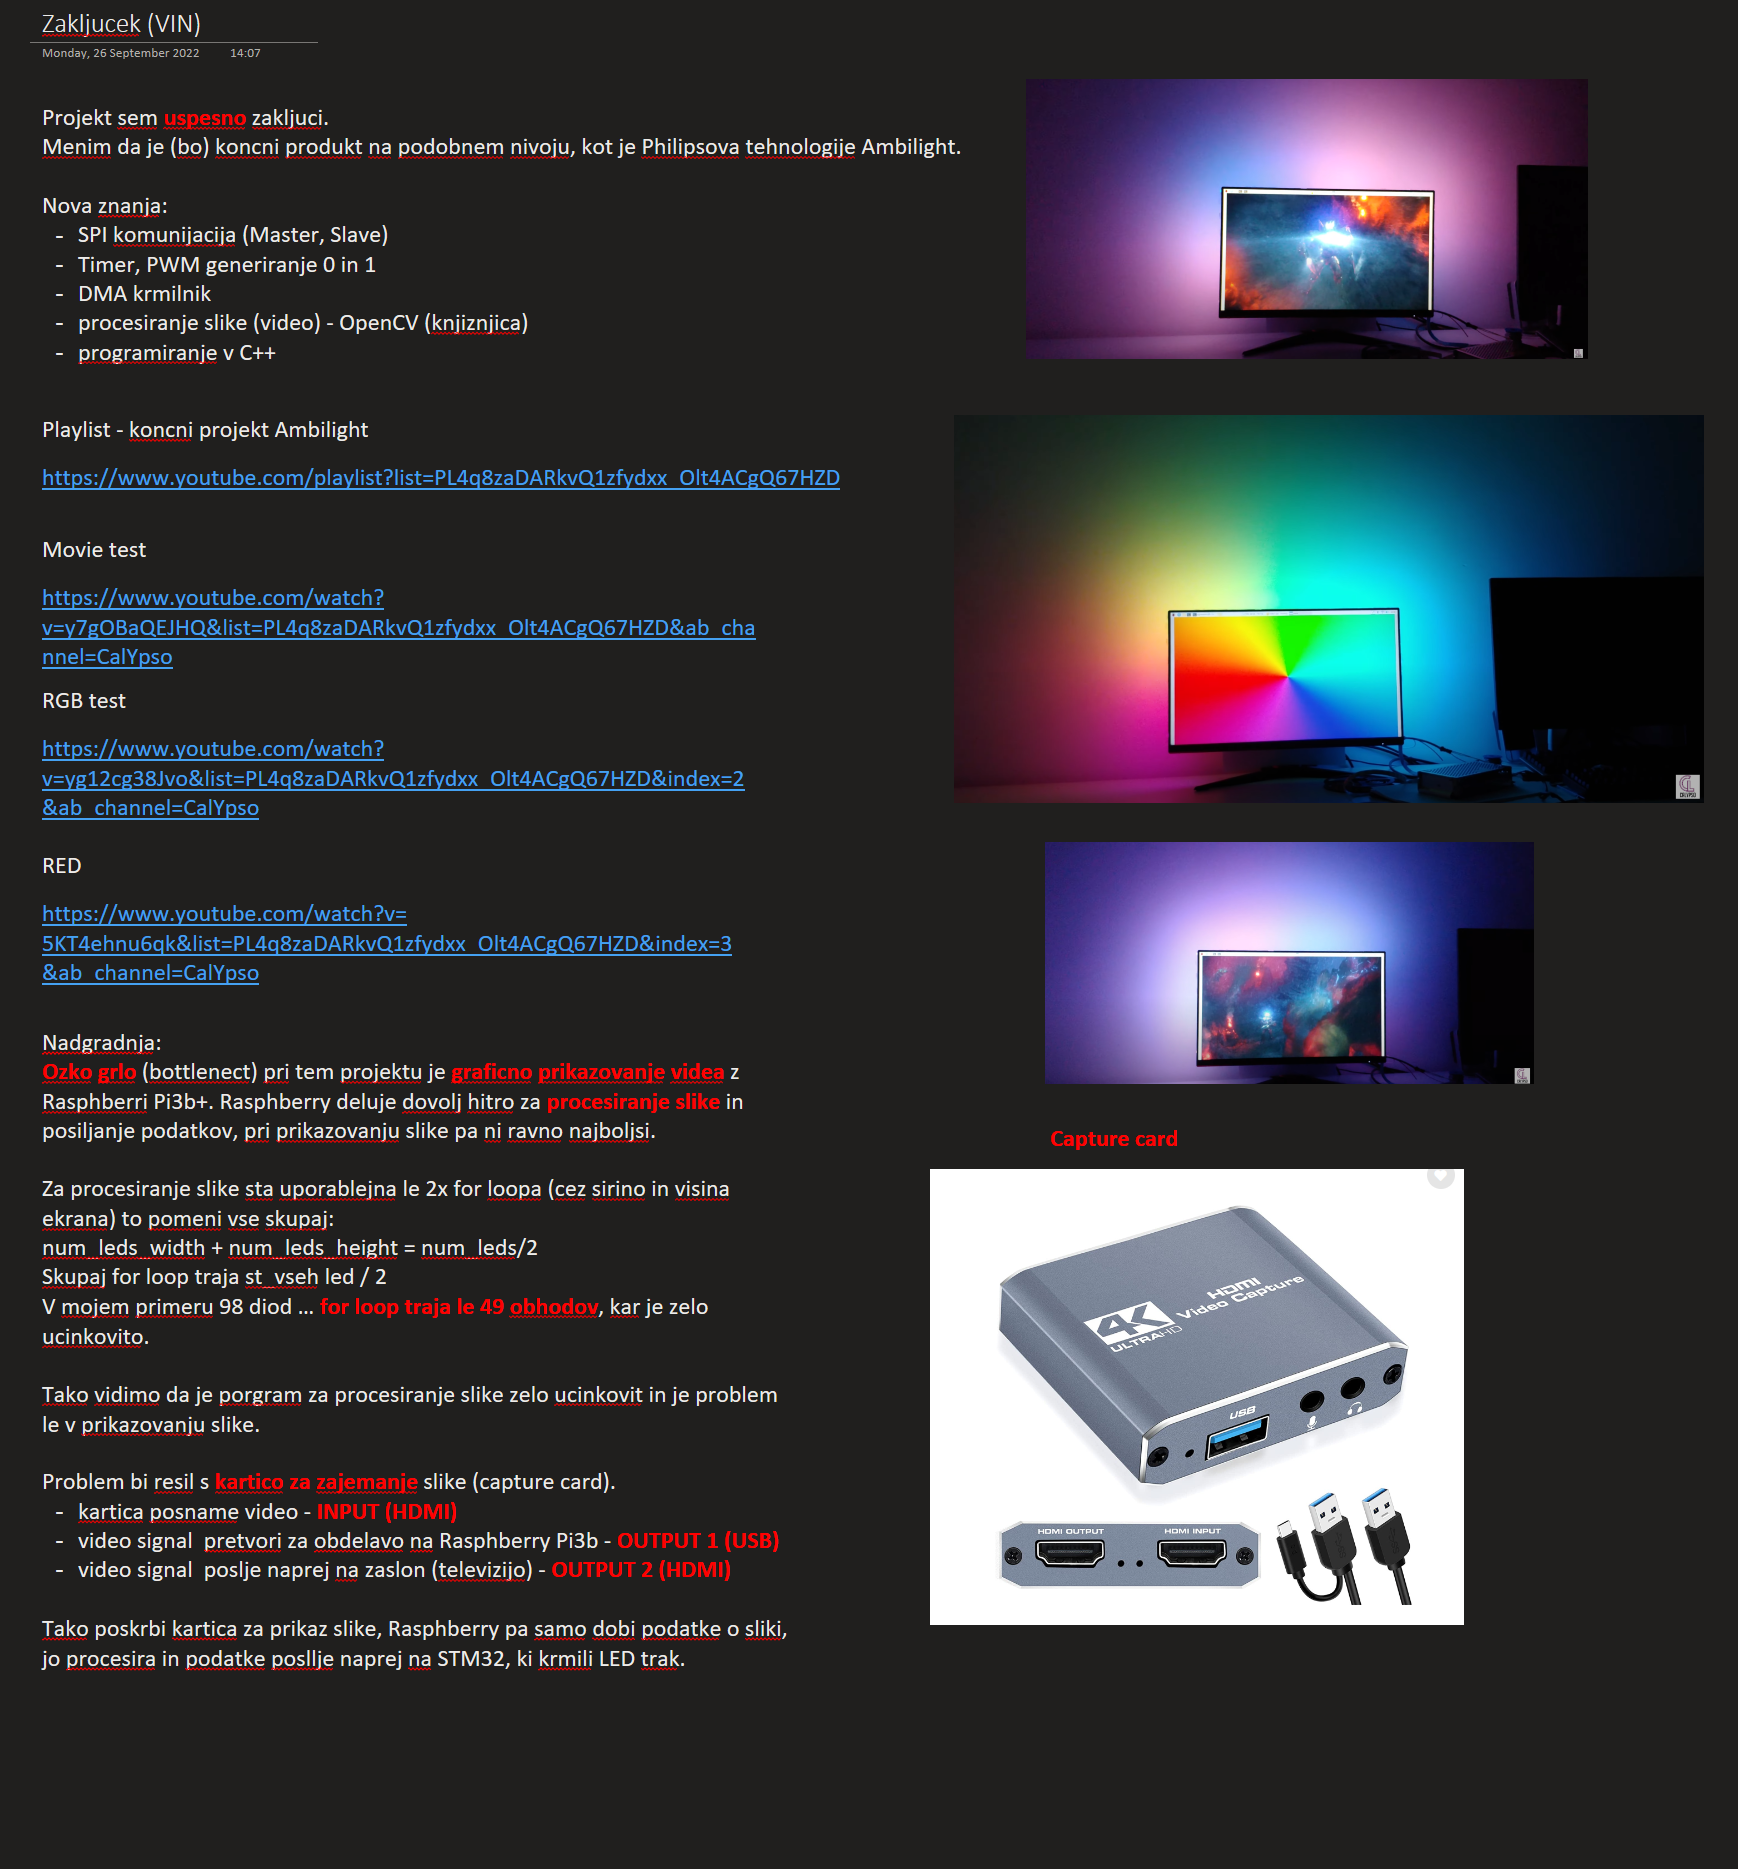 Zakljucek (VIN)
Monday, 26 September 2022 14:07
Projekt sem uspesno zakljuci.
Menim da je (bo) koncni produkt na podobnem nivoju, kot je Philipsova tehnologije Ambilight.
Nova znanja:
- SPI komunijacija (Master, Slave)
- Timer, PWM generiranje 0 in 1
- DMA krmilnik
- procesiranje slike (video) - OpenCV (knjiznjica)
- programiranje v C++
Playlist - koncni projekt Ambilight
https://www.youtube.com/playlist?list=PL4q8zaDARkvQ1zfydxx_Olt4ACgQ67HZD
Movie test
https://www.youtube.com/watch?
v=y7gOBaQEJHQ&list=PL4q8zaDARkvQ1zfydxx_Olt4ACgQ67HZD&ab_cha
nnel=CalYpso
RGB test
https://www.youtube.com/watch?
v=yg12cg38Jvo&list=PL4q8zaDARkvQ1zfydxx_Olt4ACgQ67HZD&index=2
&ab_channel=CalYpso
RED
https://www.youtube.com/watch?v=
5KT4ehnu6qk&list=PL4q8zaDARkvQ1zfydxx_Olt4ACgQ67HZD&index=3
&ab_channel=CalYpso
Nadgradnja:
Ozko grlo (bottlenect) pri tem projektu je graficno prikazovanje videa z
Rasphberri Pi3b+. Rasphberry deluje dovolj hitro za procesiranje slike in
posiljanje podatkov, pri prikazovanju slike pa ni ravno najboljsi.
Za procesiranje slike sta uporablejna le 2x for loopa (cez sirino in visina
ekrana) to pomeni vse skupaj:
num_leds_width + num_leds_height = num_leds/2
Skupaj for loop traja st_vseh led / 2
V mojem primeru 98 diod ... for loop traja le 49 obhodov, kar je zelo
ucinkovito.
Tako vidimo da je porgram za procesiranje slike zelo ucinkovit in je problem
le v prikazovanju slike.
Problem bi resil s kartico za zajemanje slike (capture card).
- kartica posname video - INPUT (HDMI)
- video signal  pretvori za obdelavo na Rasphberry Pi3b - OUTPUT 1 (USB)
- video signal  poslje naprej na zaslon (televizijo) - OUTPUT 2 (HDMI)
Tako poskrbi kartica za prikaz slike, Rasphberry pa samo dobi podatke o sliki,
jo procesira in podatke posllje naprej na STM32, ki krmili LED trak.
CALYPSO
Capture card
4K
ULTRA HD
HDMI
Video Capture
USB
HDMI OUTPUT
HDMI INPUT